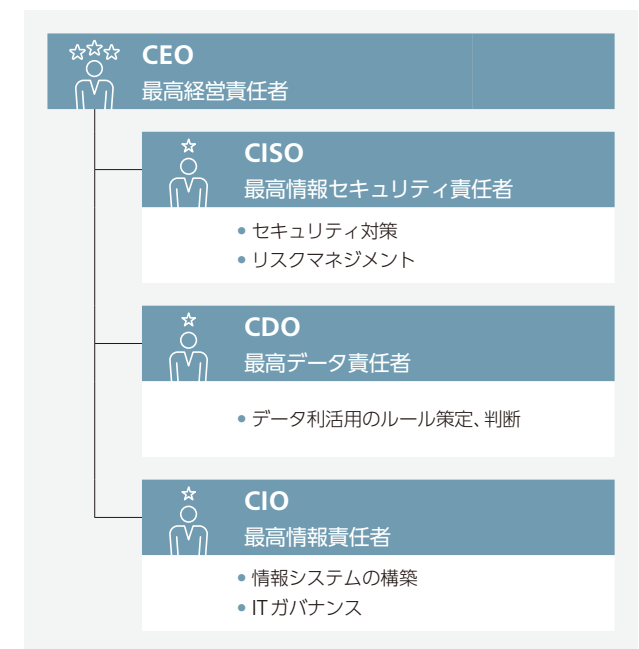 CEO
最高経営責任者
CISO
最高情報セキュリティ責任者
• セキュリティ対策
• リスクマネジメント
CDO
最高データ責任者
• データ利活用のルール策定、判断
CIO
最高情報責任者
• 情報システムの構築
• ITガバナンス